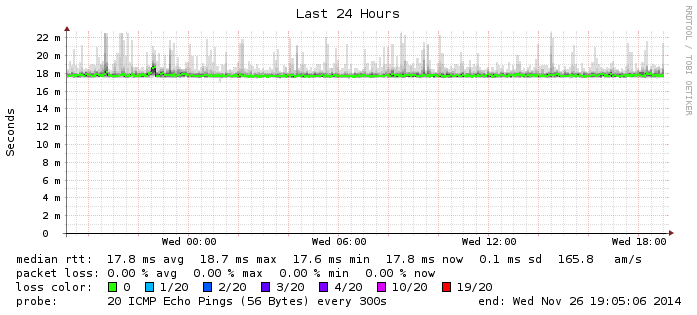 Last 24 Hours
RRDTOOL / TOBI OETIKER
Seconds
22 m
20 m
18 m
16 m
14 m
12 m
10 m
8 m
6 m
4 m
2 m
0
Wed 00:00 Wed 06:00 Wed 12:00 Wed 18:00
median rtt: 17.8 ms avg 18.7 ms max 17.6 ms min 17.8 ms now 0.1 ms sd 165.8 am/s
packet loss: 0.00 % avg 0.00 % max 0.00 % min 0.00 % now
loss color: 0 1/20 2/20 3/20 4/20 10/20 19/20
probe: 20 ICMP Echo Pings (56 Bytes) every 300s end: Wed Nov 26 19:05:06 2014